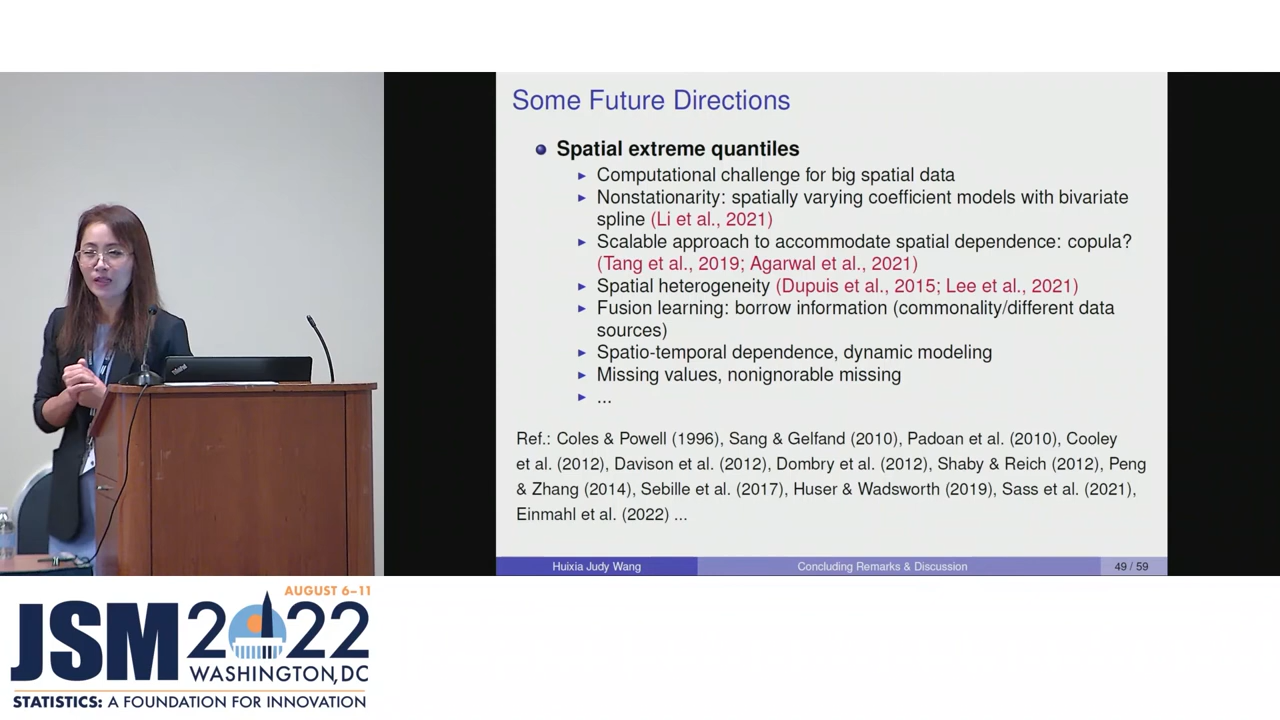 Some Future Directions
Spatial extreme quantiles
Computational challenge for big spatial data
Nonstationarity: spatially varying coefficient models with bivariate
spline (Li et al., 2021)
Scalable approach to accommodate spatial dependence: copula?
(Tang et al., 2019; Agarwal et al., 2021)
Spatial heterogeneity (Dupuis et al., 2015; Lee et al., 2021)
Fusion learning: borrow information (commonality/different data
sources)
Spatio-temporal dependence, dynamic modeling
Missing values, nonignorable missing
...
Ref.: Coles & Powell (1996), Sang & Gelfand (2010), Padoan et al. (2010), Cooley
et al. (2012), Davison et al. (2012), Dombry et al. (2012), Shaby & Reich (2012), Peng
& Zhang (2014), Sebille et al. (2017), Huser & Wadsworth (2019), Sass et al. (2021),
Einmahl et al. (2022) ...
Huixia Judy Wang
Concluding Remarks & Discussion
49 / 59
ThinkPad
AUGUST 6–11
JSM 2022
WASHINGTON, DC
STATISTICS: A FOUNDATION FOR INNOVATION